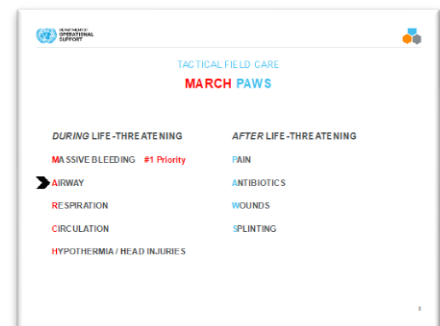 DEPARTMENT OF
OPERATIONAL
SUPPORT
TACTICAL FIELD CARE
MARCH PAWS
DURING LIFE-THREATENING
MASSIVE BLEEDING #1 Priority
AIRWAY
RESPIRATION
CIRCULATION
HYPOTHERMIA / HEAD INJURIES
AFTER LIFE-THREATENING
PAIN
ANTIBIOTICS
WOUNDS
SPLINTING